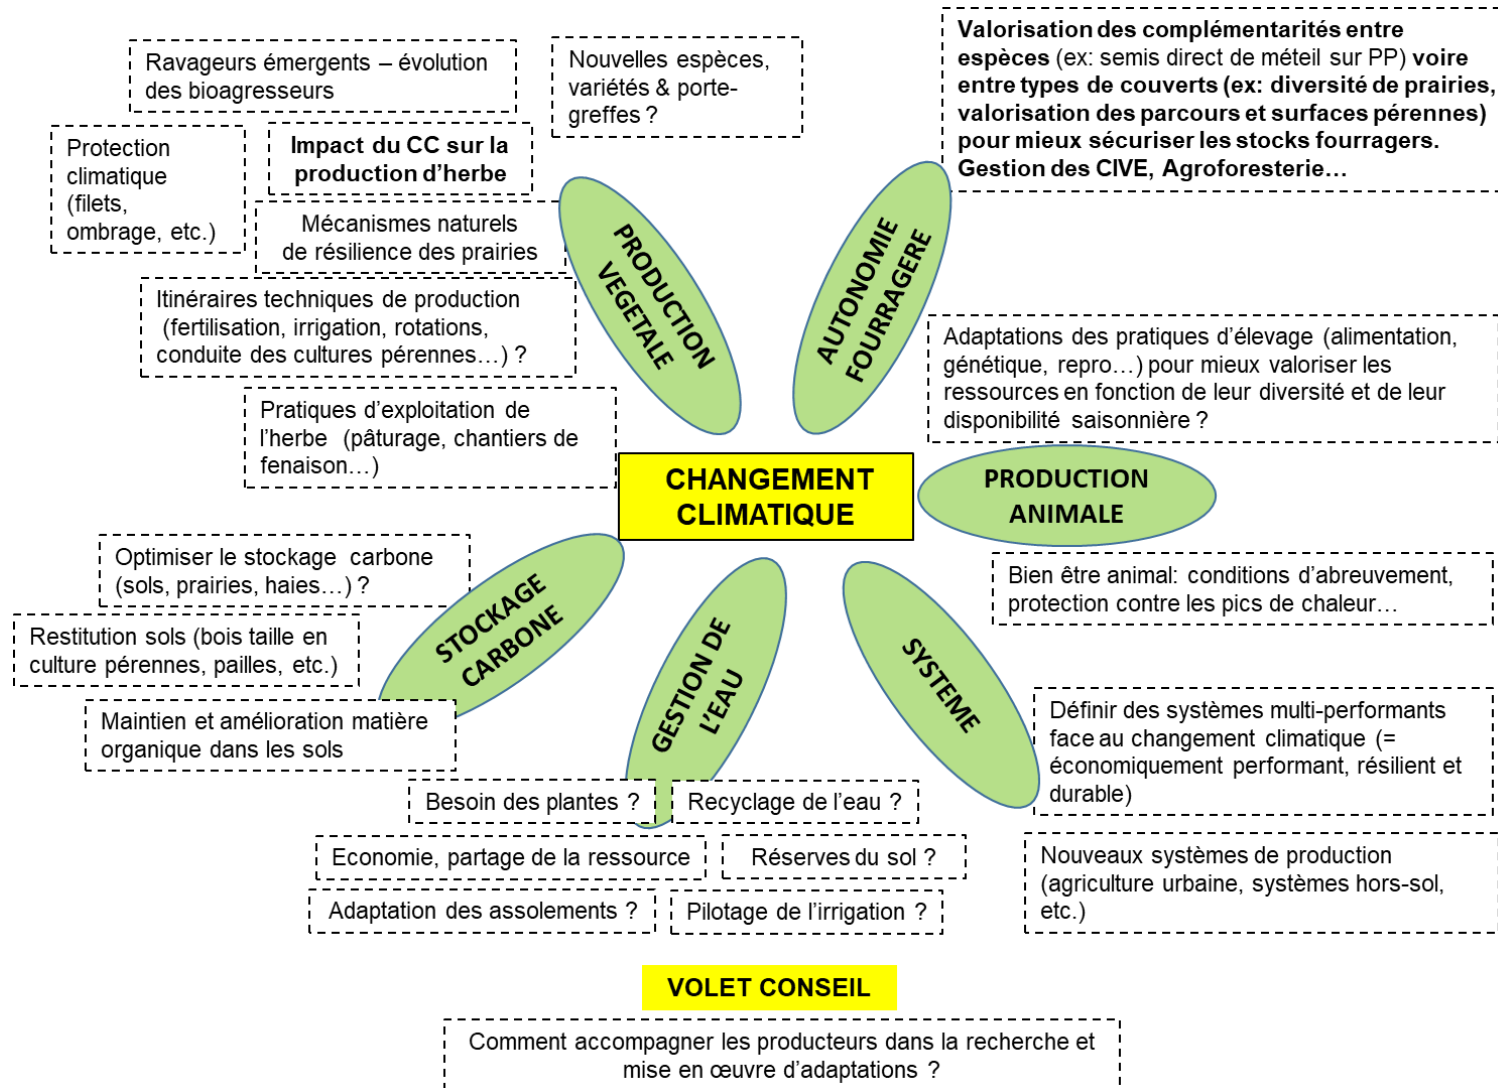 Ravageurs émergents – évolution
des bioagresseurs
Nouvelles espèces,
variétés & porte-
greffes ?
Valorisation des complémentarités entre
espèces (ex: semis direct de méteil sur PP) voire
entre types de couverts (ex: diversité de prairies,
valorisation des parcours et surfaces pérennes)
pour mieux sécuriser les stocks fourragers.
Gestion des CIVE, Agroforesterie…
Protection
climatique
(filets,
ombrage, etc.)
Impact du CC sur la
production d’herbe
Mécanismes naturels
de résilience des prairies
Itinéraires techniques de production
(fertilisation, irrigation, rotations,
conduite des cultures pérennes…) ?
Pratiques d’exploitation de
l’herbe (pâturage, chantiers de
fenaison…)
PRODUCTION
VEGETALE
AUTONOMIE
FOURRAGERE
Adaptations des pratiques d’élevage (alimentation,
génétique, repro…) pour mieux valoriser les
ressources en fonction de leur diversité et de leur
disponibilité saisonnière ?
CHANGEMENT
CLIMATIQUE
PRODUCTION
ANIMALE
Bien être animal: conditions d’abreuvement,
protection contre les pics de chaleur…
Optimiser le stockage carbone
(sols, prairies, haies…) ?
Restitution sols (bois taille en
culture pérennes, pailles, etc.)
Maintien et amélioration matière
organique dans les sols
STOCKAGE
CARBONE
GESTION DE
L’EAU
SYSTEME
Définir des systèmes multi-performants
face au changement climatique (=
économiquement performant, résilient et
durable)
Besoin des plantes ?
Recyclage de l’eau ?
Economie, partage de la ressource
Réserves du sol ?
Adaptation des assolements ?
Pilotage de l’irrigation ?
Nouveaux systèmes de production
(agriculture urbaine, systèmes hors-sol,
etc.)
VOLET CONSEIL
Comment accompagner les producteurs dans la recherche et
mise en œuvre d’adaptations ?